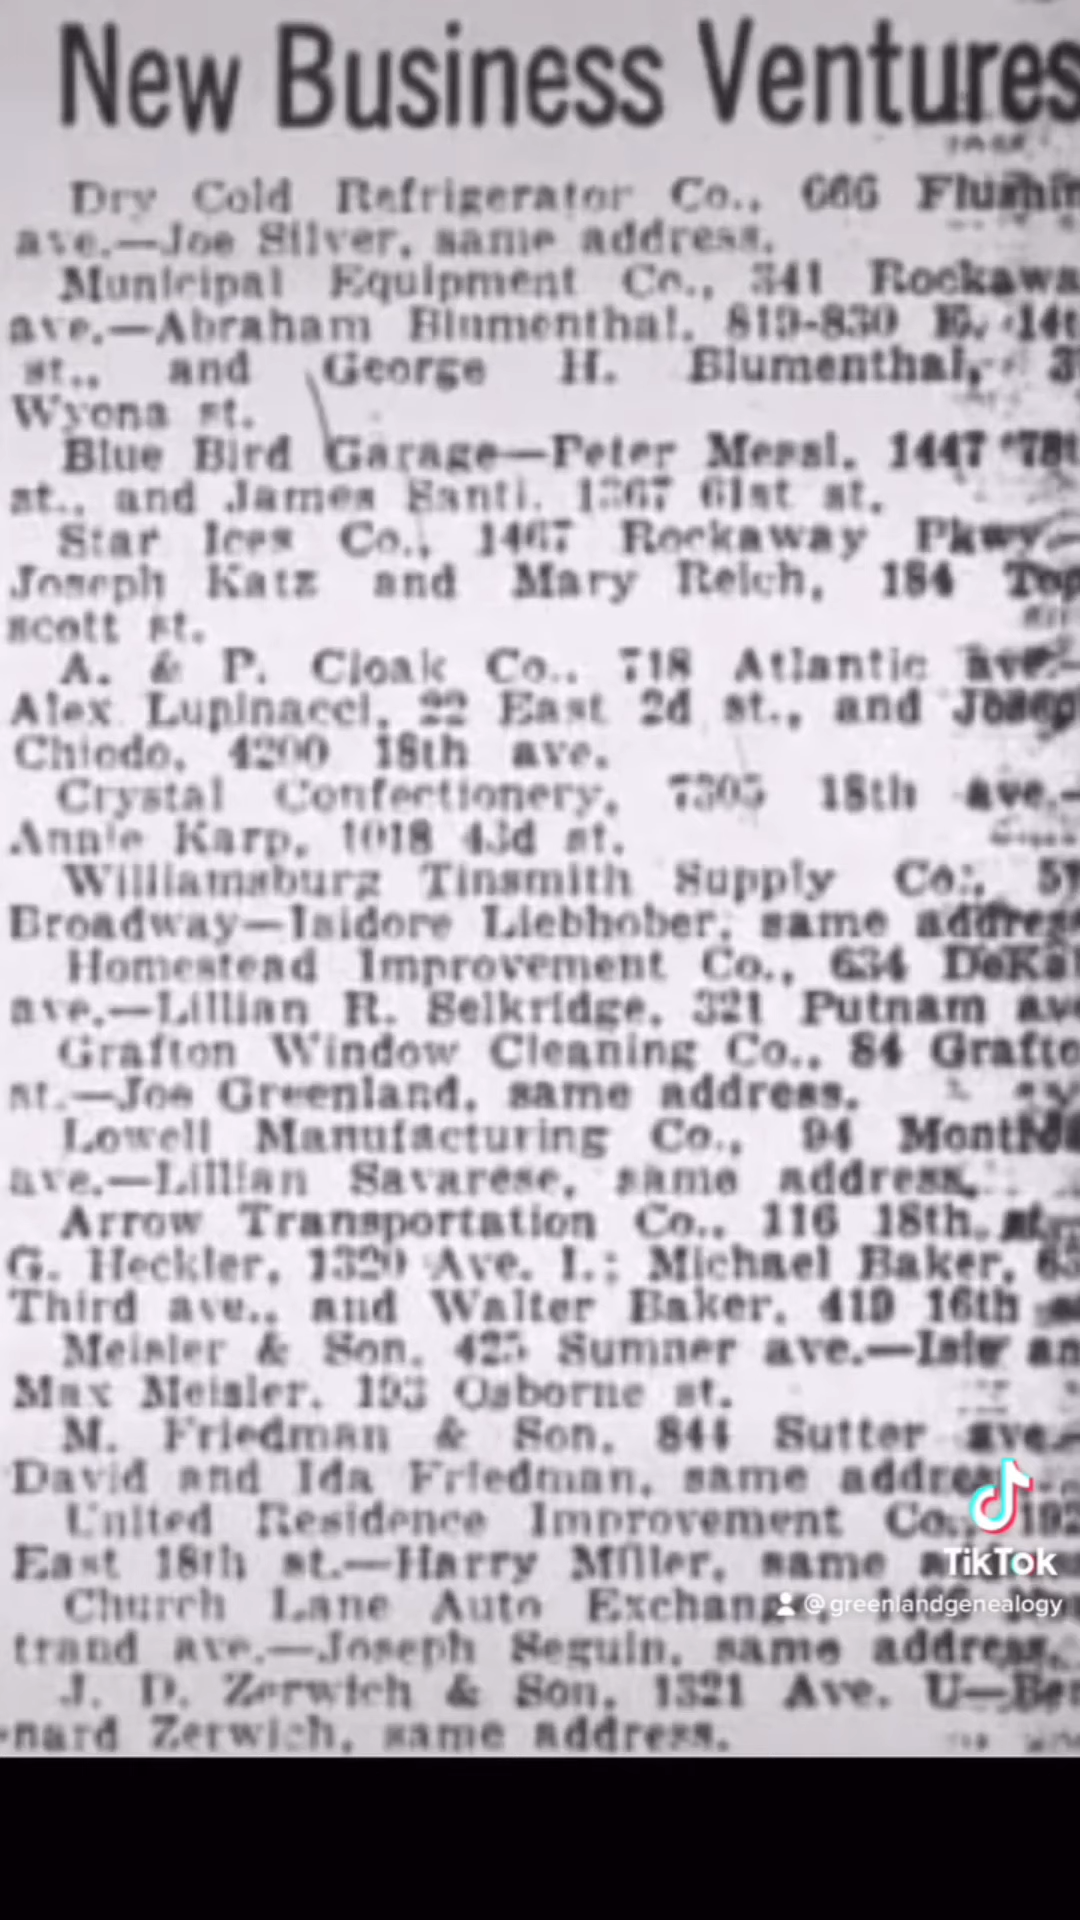 New Business Ventures
Dry Cold Refrigerator Co., 666
ave.—Joe Silver, same address.
Municipal Equipment Co., 341
ave.—Abraham Blumenthal, 819-830 E.
st., and George H. Blumenthal,
Wyona st.
Blue Bird Garage—Peter Messl, 1447
st., and James Santi, 1367 61st st.
Star Ices Co., 1467 Rockaway Pkwy.—
Joseph Katz and Mary Reich, 184
scott st.
A. & P. Cloak Co., 718 Atlantic ave.—
Alex Lupinacci, 22 East 2d st., and
Chiodo, 4200 18th ave.
Crystal Confectionery, 7305 18th ave.—
Annie Karp, 1018 43d st.
Williamsburg Tinsmith Supply Co.,
Broadway—Isidore Liebhober, same address
Homestead Improvement Co., 634
ave.—Lillian R. Selkridge, 321 Putnam
Grafton Window Cleaning Co., 84
st.—Joe Greenland, same address.
Lowell Manufacturing Co., 94
ave.—Lillian Savarese, same address.
Arrow Transportation Co., 116 18th st.—
G. Heckler, 1320 Ave. I.; Michael Baker,
Third ave., and Walter Baker, 419 16th
Meisler & Son, 425 Sumner ave.—
Max Meisler, 193 Osborne st.
M. Friedman & Son, 844 Sutter ave.—
David and Ida Friedman, same
United Residence Improvement Co.,
East 18th st.—Harry Miller, same
Church Lane Auto
trand ave.—Joseph Seguin, same address.
J. D. Zerwich & Son, 1321 Ave. U—Ber
nard Zerwich, same address.
TikTok
@greenlandgenealogy